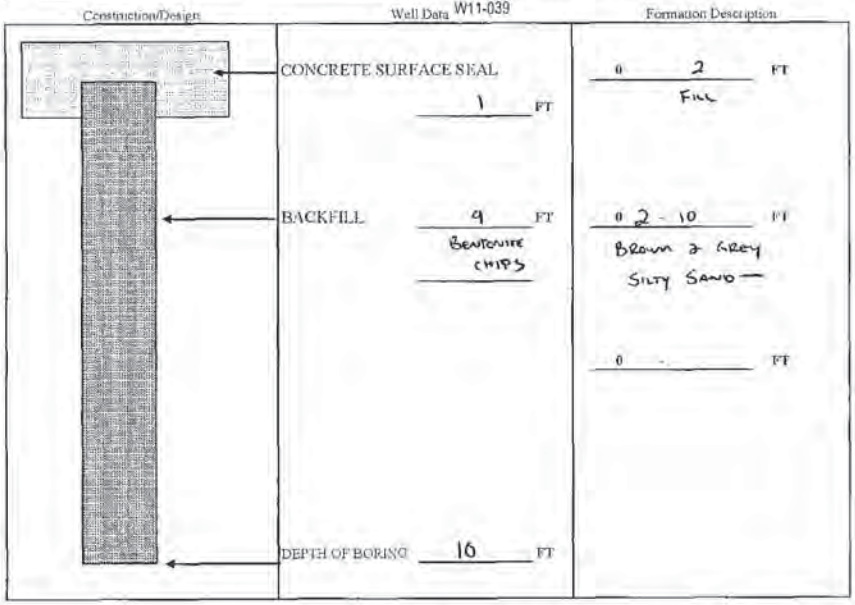 Construction/Design
Well Data W11-039
Formation Description
CONCRETE SURFACE SEAL
1 FT
BACKFILL 9 FT
BENTONITE
CHIPS
DEPTH OF BORING 10 FT
0 2 FT
FILL
0 2 - 10 FT
BROWN & GREY
SILTY SAND
0 - FT